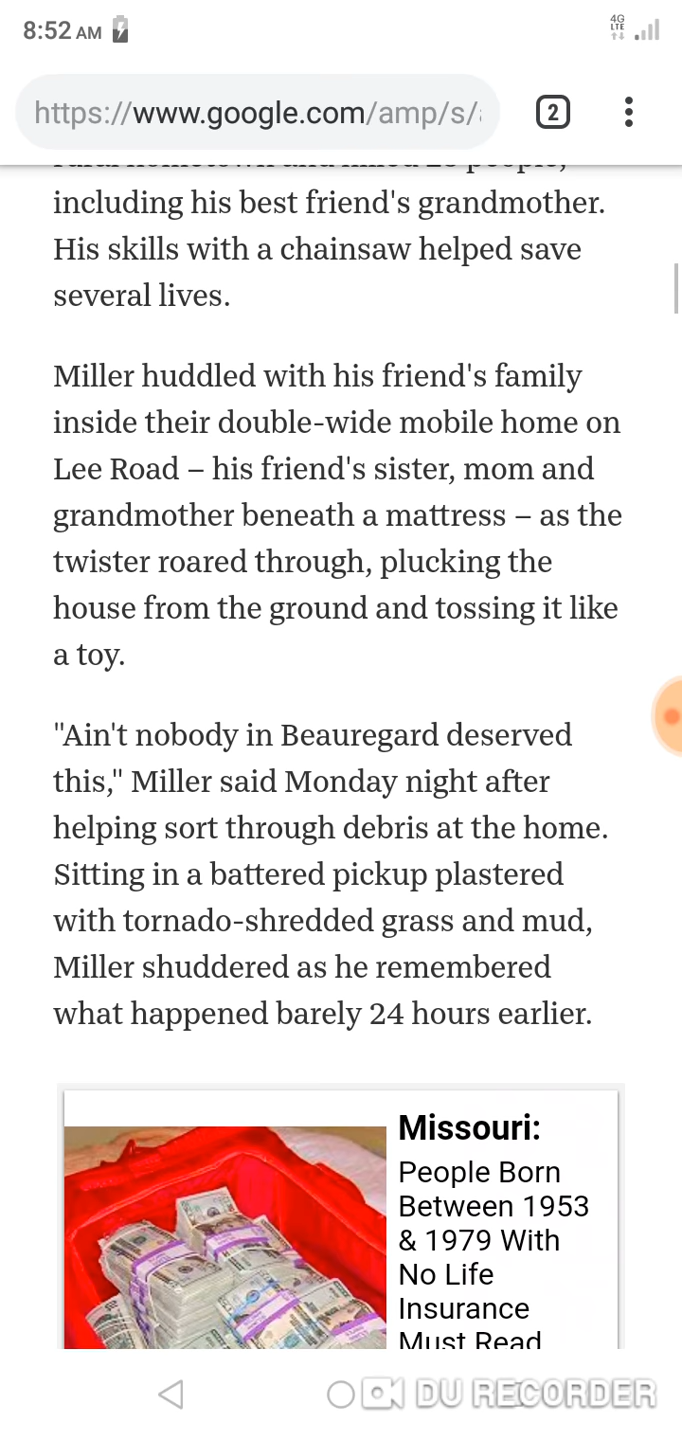 8:52 AM
4G
LTE
https://www.google.com/amp/s/
2
including his best friend's grandmother.
His skills with a chainsaw helped save
several lives.
Miller huddled with his friend's family
inside their double-wide mobile home on
Lee Road – his friend's sister, mom and
grandmother beneath a mattress – as the
twister roared through, plucking the
house from the ground and tossing it like
a toy.
"Ain't nobody in Beauregard deserved
this," Miller said Monday night after
helping sort through debris at the home.
Sitting in a battered pickup plastered
with tornado-shredded grass and mud,
Miller shuddered as he remembered
what happened barely 24 hours earlier.
Missouri:
People Born
Between 1953
& 1979 With
No Life
Insurance
Must Read
DU RECORDER